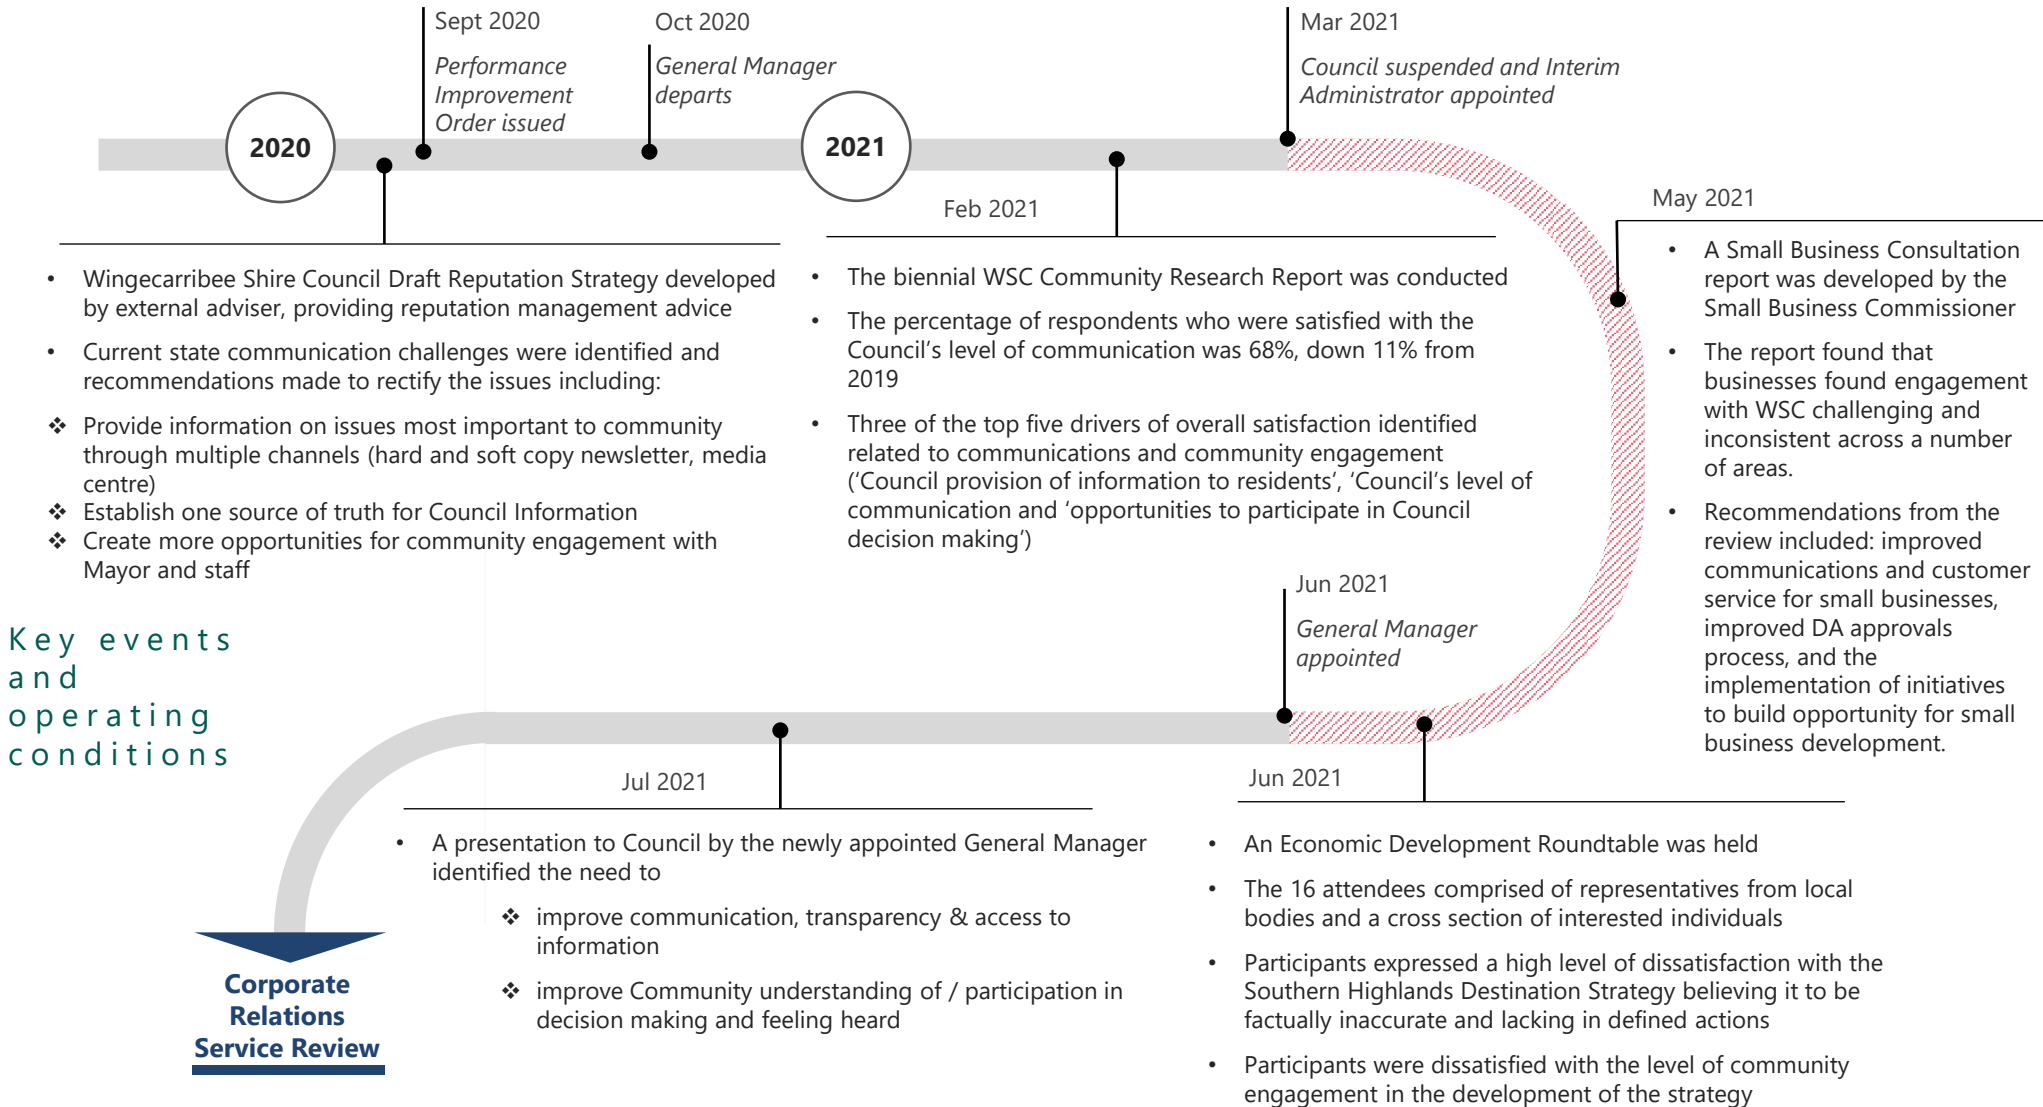 Sept 2020
Performance
Improvement
Order issued
Oct 2020
General Manager
departs
Mar 2021
Council suspended and Interim
Administrator appointed
2020
2021
• Wingecarribee Shire Council Draft Reputation Strategy developed
by external adviser, providing reputation management advice
• Current state communication challenges were identified and
recommendations made to rectify the issues including:
❖ Provide information on issues most important to community
through multiple channels (hard and soft copy newsletter, media
centre)
❖ Establish one source of truth for Council Information
❖ Create more opportunities for community engagement with
Mayor and staff
Feb 2021
• The biennial WSC Community Research Report was conducted
• The percentage of respondents who were satisfied with the
Council’s level of communication was 68%, down 11% from
2019
• Three of the top five drivers of overall satisfaction identified
related to communications and community engagement
(‘Council provision of information to residents’, ‘Council’s level of
communication and ‘opportunities to participate in Council
decision making’)
May 2021
• A Small Business Consultation
report was developed by the
Small Business Commissioner
• The report found that
businesses found engagement
with WSC challenging and
inconsistent across a number
of areas.
• Recommendations from the
review included: improved
communications and customer
service for small businesses,
improved DA approvals
process, and the
implementation of initiatives
to build opportunity for small
business development.
Jun 2021
General Manager
appointed
Key events
and
operating
conditions
Jun 2021
• An Economic Development Roundtable was held
• The 16 attendees comprised of representatives from local
bodies and a cross section of interested individuals
• Participants expressed a high level of dissatisfaction with the
Southern Highlands Destination Strategy believing it to be
factually inaccurate and lacking in defined actions
• Participants were dissatisfied with the level of community
engagement in the development of the strategy
Jul 2021
• A presentation to Council by the newly appointed General Manager
identified the need to
❖ improve communication, transparency & access to
information
❖ improve Community understanding of / participation in
decision making and feeling heard
Corporate
Relations
Service Review